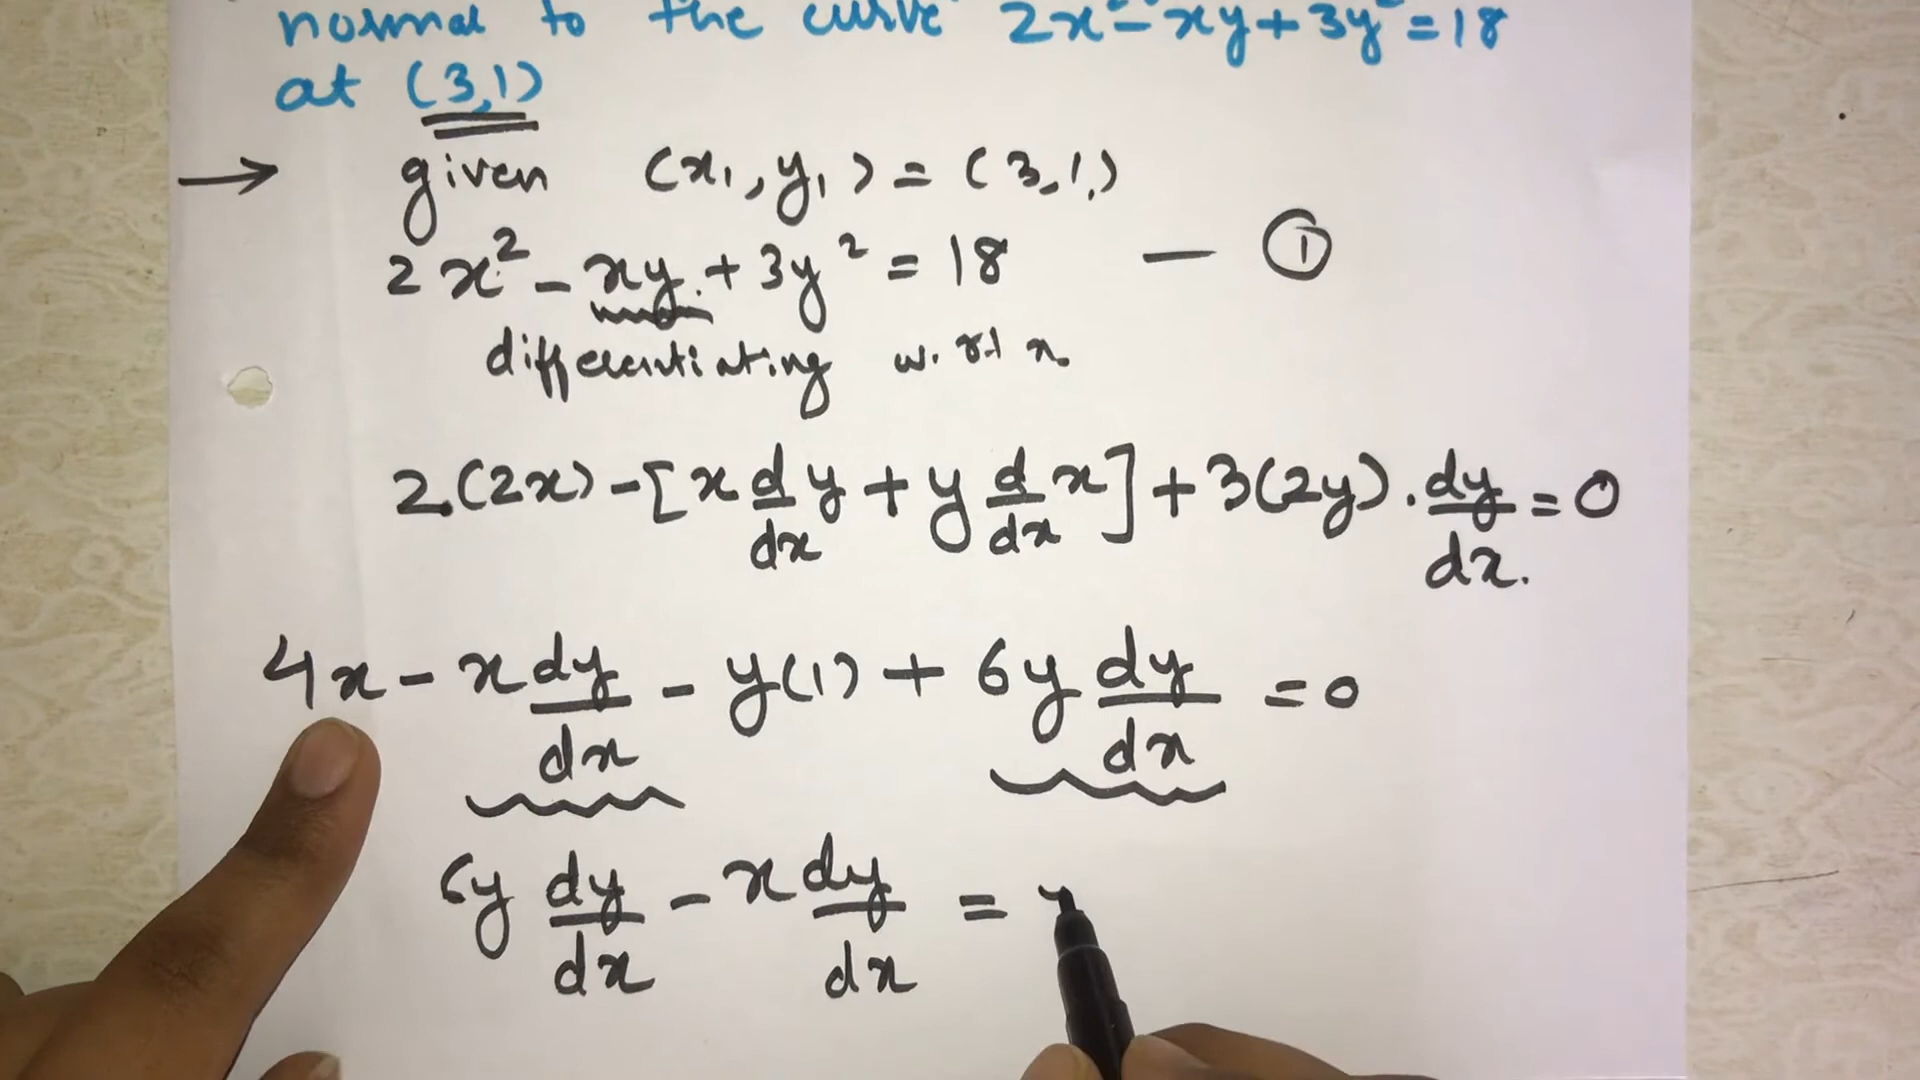 normal to the curve 2x²-xy+3y²=18
at (3,1)
→ given (x₁,y₁)=(3,1)
2x²-xy+3y²=18 — ①
differentiating w.r.t x.
2.(2x)-[x d/dx y + y d/dx x]+3(2y).dy/dx.=0
4x - x dy/dx - y(1) + 6y dy/dx =0
6y dy/dx - x dy/dx = y